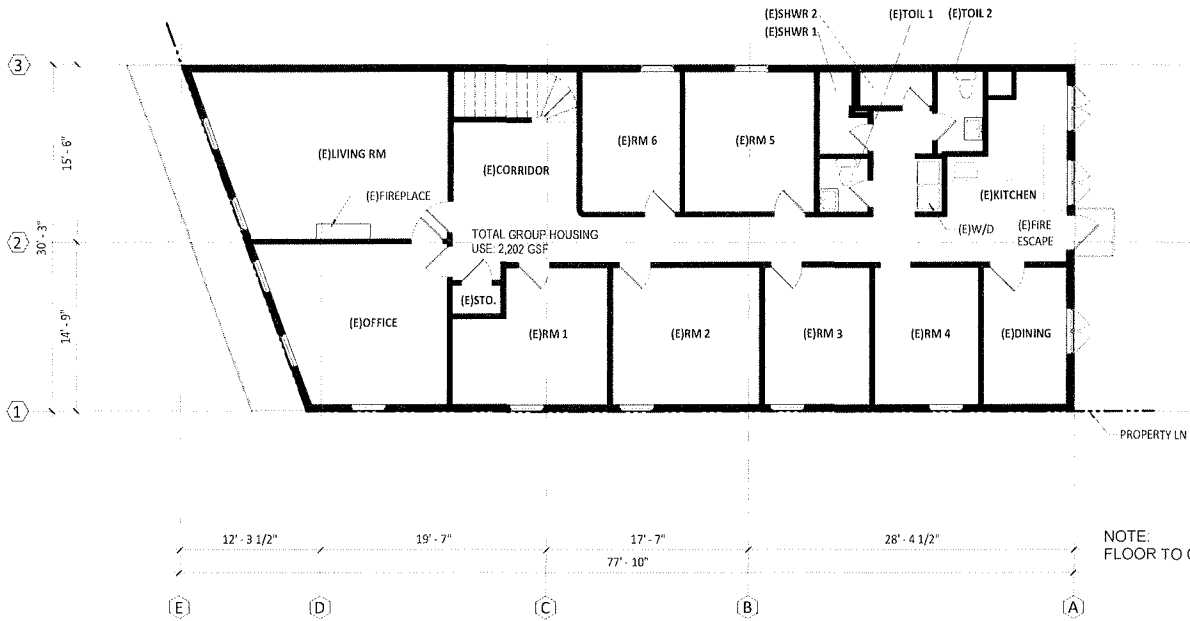 (E)SHWR 2
(E)SHWR 1
(E)TOIL 1
(E)TOIL 2
3
(E)LIVING RM
(E)FIREPLACE
(E)CORRIDOR
(E)RM 6
(E)RM 5
(E)KITCHEN
15' - 6"
2
30' - 3"
TOTAL GROUP HOUSING
USE: 2,202 GSF
(E)W/D
(E)FIRE
ESCAPE
14' - 9"
(E)OFFICE
(E)STO.
(E)RM 1
(E)RM 2
(E)RM 3
(E)RM 4
(E)DINING
1
PROPERTY LN
12' - 3 1/2"
19' - 7"
17' - 7"
28' - 4 1/2"
77' - 10"
NOTE:
FLOOR TO
E
D
C
B
A